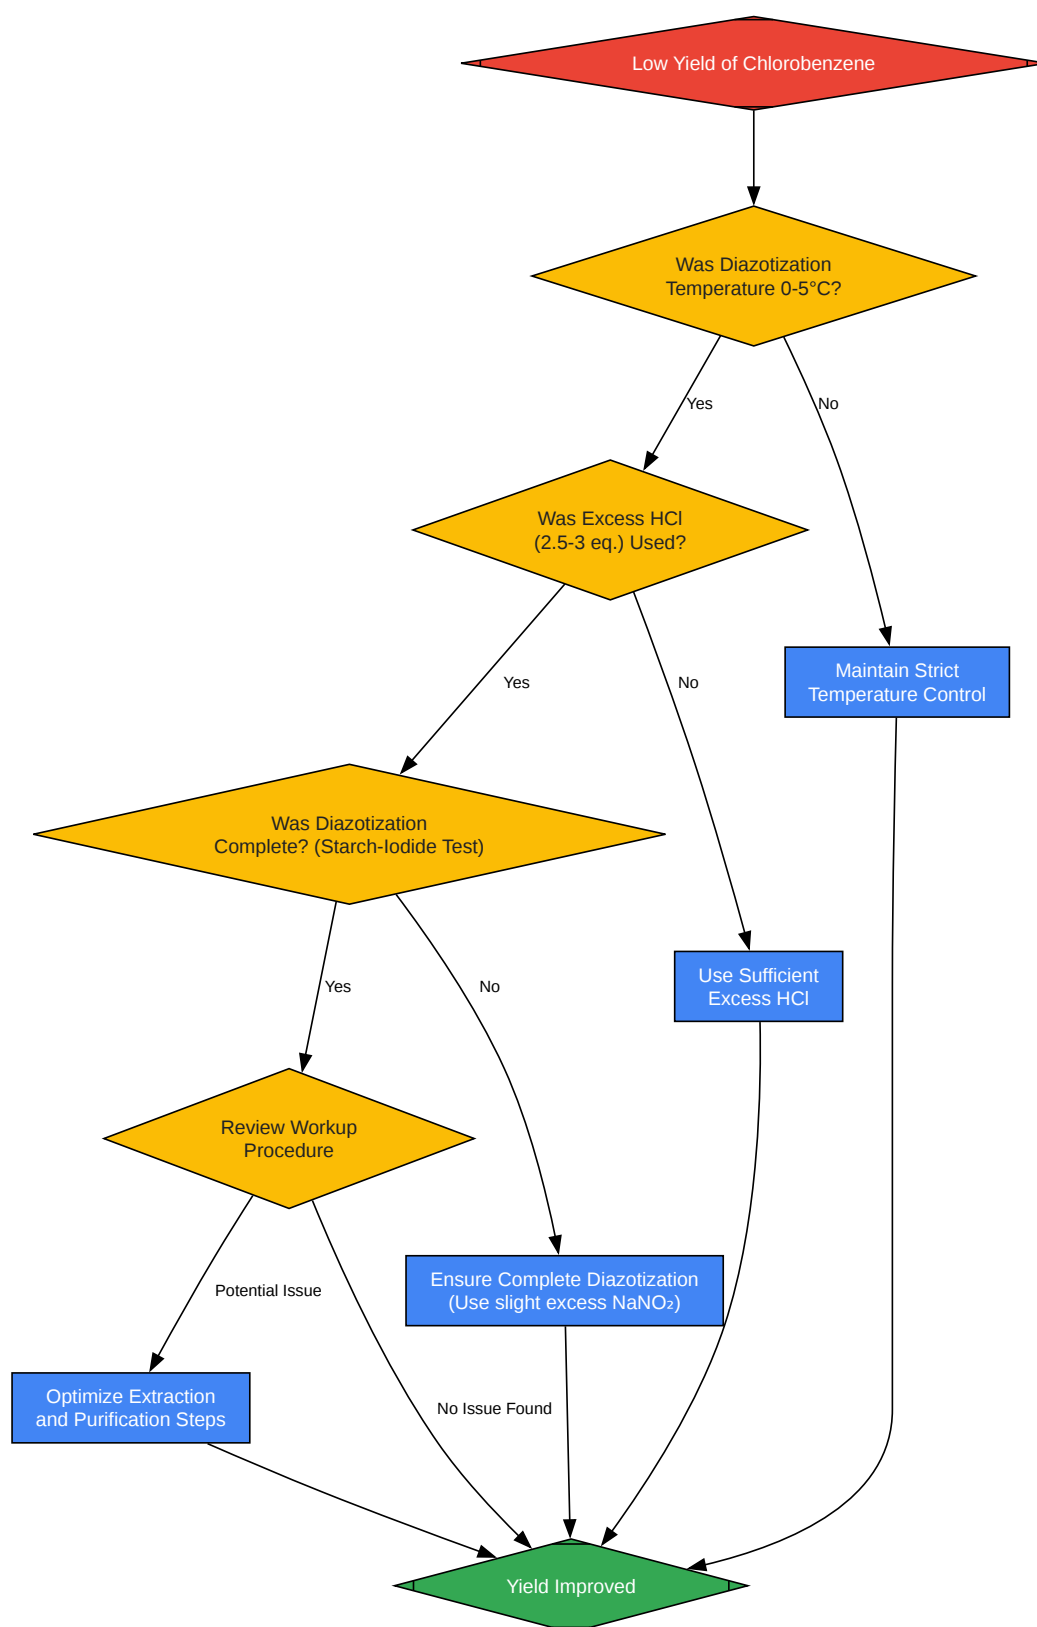 Low Yield of Chlorobenzene
Was Diazotization
Temperature 0-5°C?
Yes
No
Was Excess HCl
(2.5-3 eq.) Used?
Maintain Strict
Temperature Control
Yes
No
Was Diazotization
Complete? (Starch-Iodide Test)
Use Sufficient
Excess HCl
Yes
No
Review Workup
Procedure
Ensure Complete Diazotization
(Use slight excess NaNO₂)
Potential Issue
Optimize Extraction
and Purification Steps
No Issue Found
Yield Improved